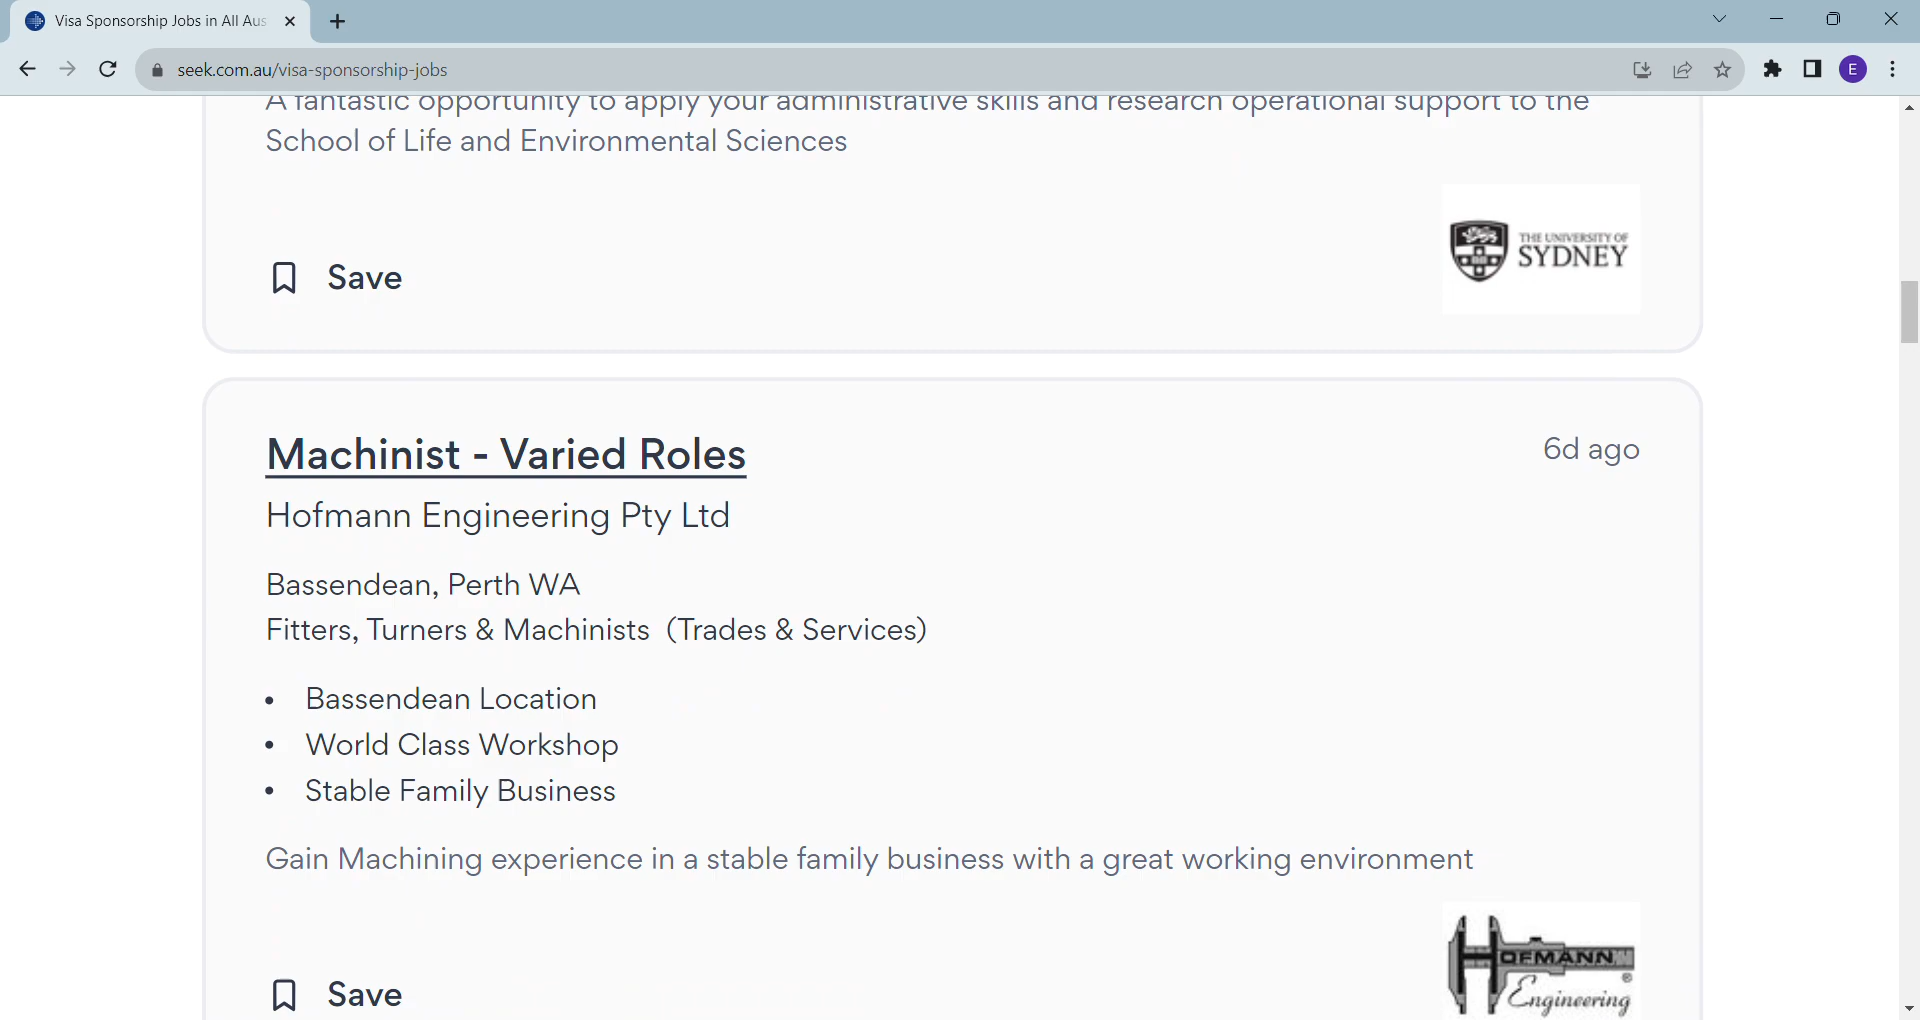 Visa Sponsorship Jobs in All Aus
seek.com.au/visa-sponsorship-jobs
E
A fantastic opportunity to apply your administrative skills and research operational support to the
School of Life and Environmental Sciences
THE UNIVERSITY OF
SYDNEY
Save
Machinist - Varied Roles
6d ago
Hofmann Engineering Pty Ltd
Bassendean, Perth WA
Fitters, Turners & Machinists (Trades & Services)
• Bassendean Location
• World Class Workshop
• Stable Family Business
Gain Machining experience in a stable family business with a great working environment
HOFMANN
®
Engineering
Save